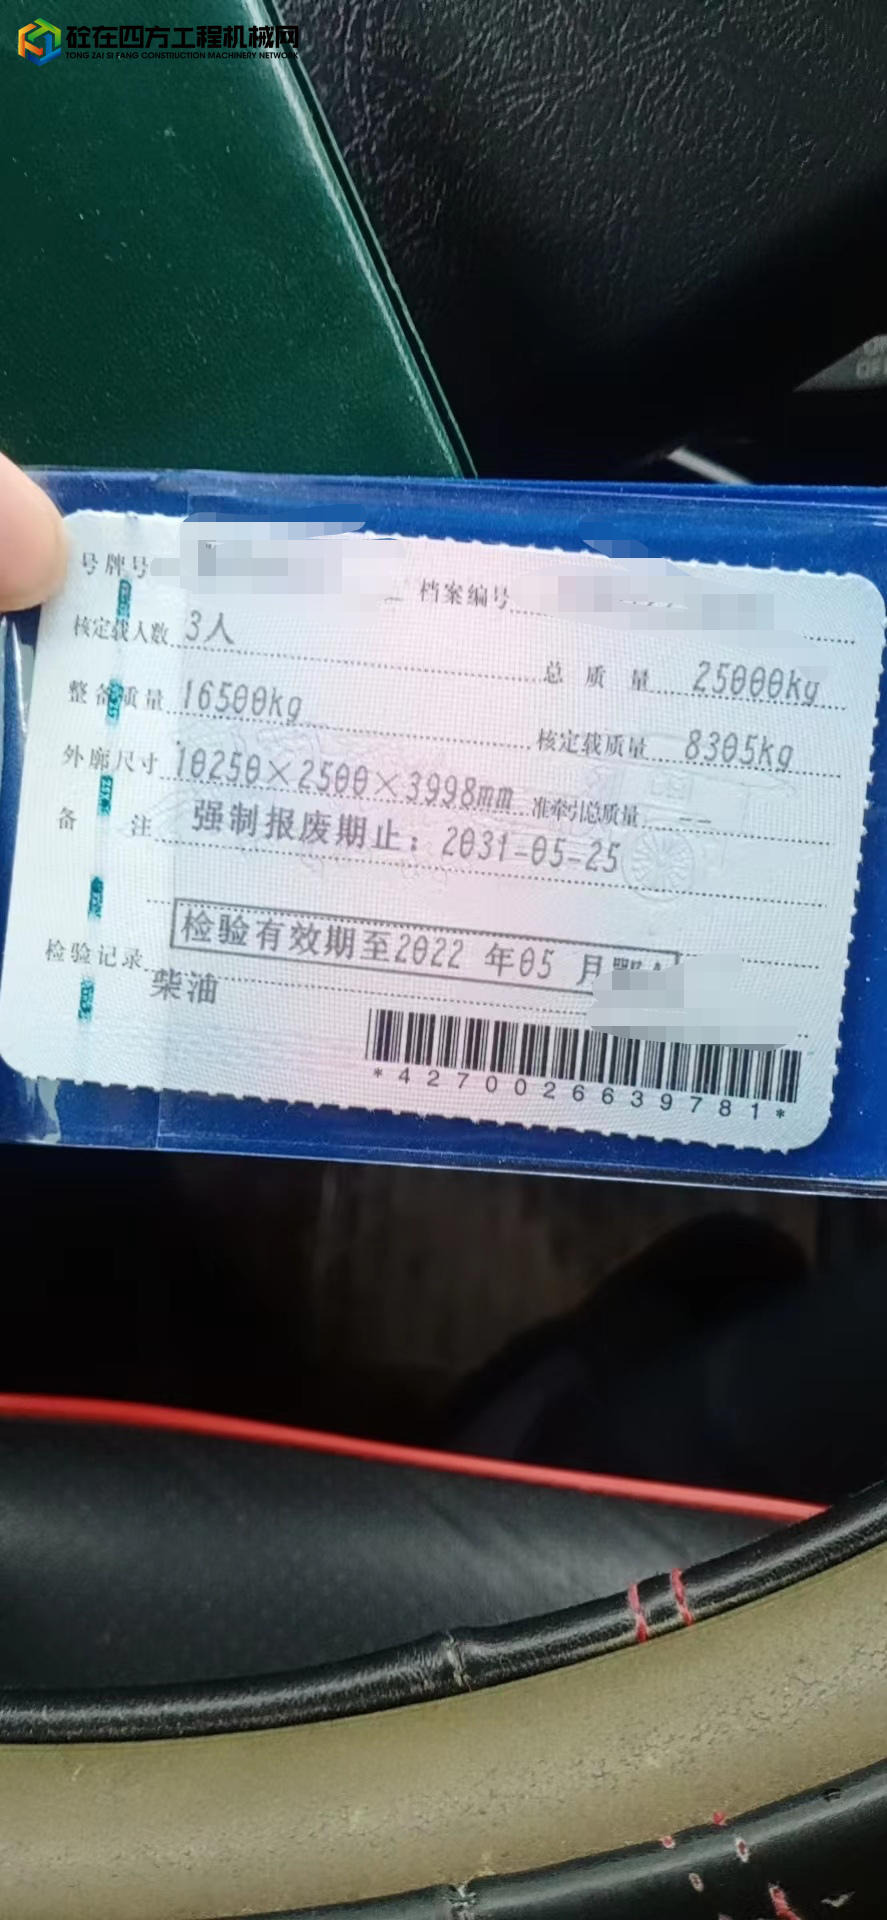 砼在四方工程机械网
TONG ZAI SI FANG CONSTRUCTION MACHINERY NETWORK
号牌号
档案编号
核定载人数 3人
总质量 25000kg
整备质量 16500kg
核定载质量 8305kg
外廓尺寸 10250×2500×3998mm
准牵引总质量 --
备注 强制报废期止：2031-05-25
检验记录 检验有效期至2022 年05 月鄂A
柴油
*4270026639781*